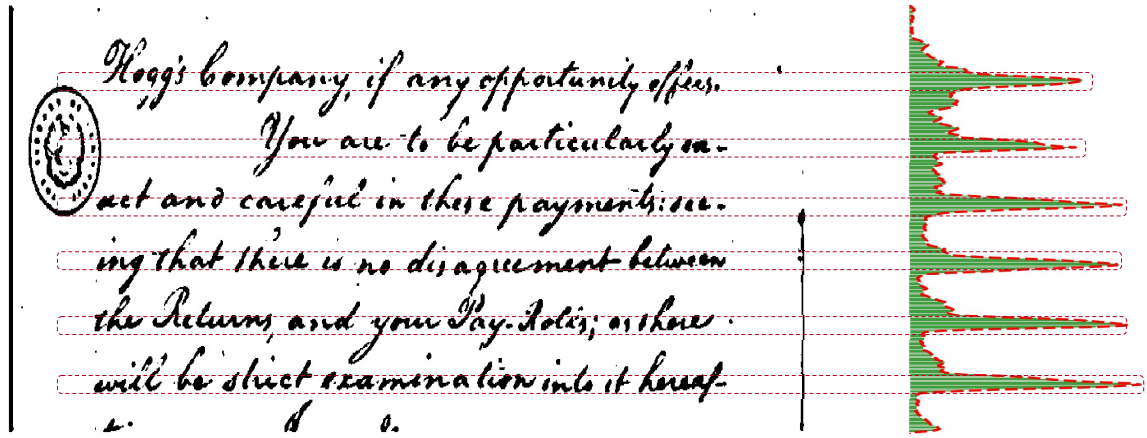 Hogg's Company, if any opportunity offers.
You are to be particularly ex-
act and careful in these payments: see-
ing that there is no disagreement between
the Returns, and your Pay-Rolls; as there
will be strict examination into it hereaf-